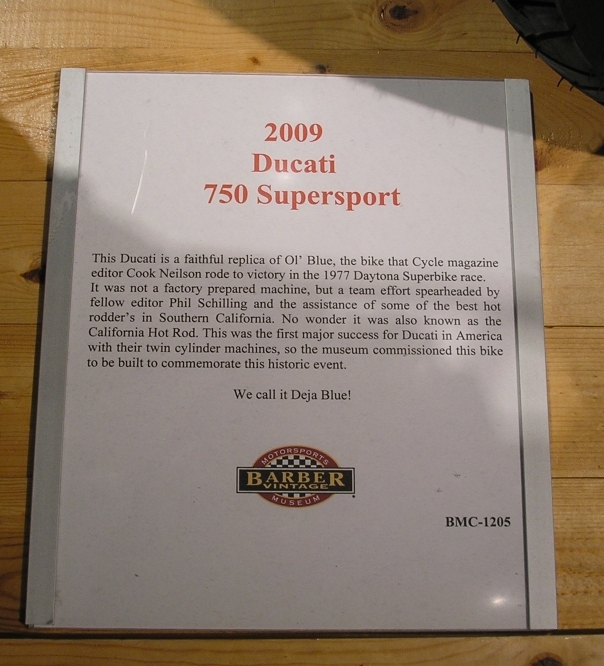 2009
Ducati
750 Supersport
This Ducati is a faithful replica of Ol' Blue, the bike that Cycle magazine
editor Cook Neilson rode to victory in the 1977 Daytona Superbike race.
It was not a factory prepared machine, but a team effort spearheaded by
fellow editor Phil Schilling and the assistance of some of the best hot
rodder's in Southern California. No wonder it was also known as the
California Hot Rod. This was the first major success for Ducati in America
with their twin cylinder machines, so the museum commissioned this bike
to be built to commemorate this historic event.
We call it Deja Blue!
MOTORSPORTS
BARBER
VINTAGE
MUSEUM
BMC-1205